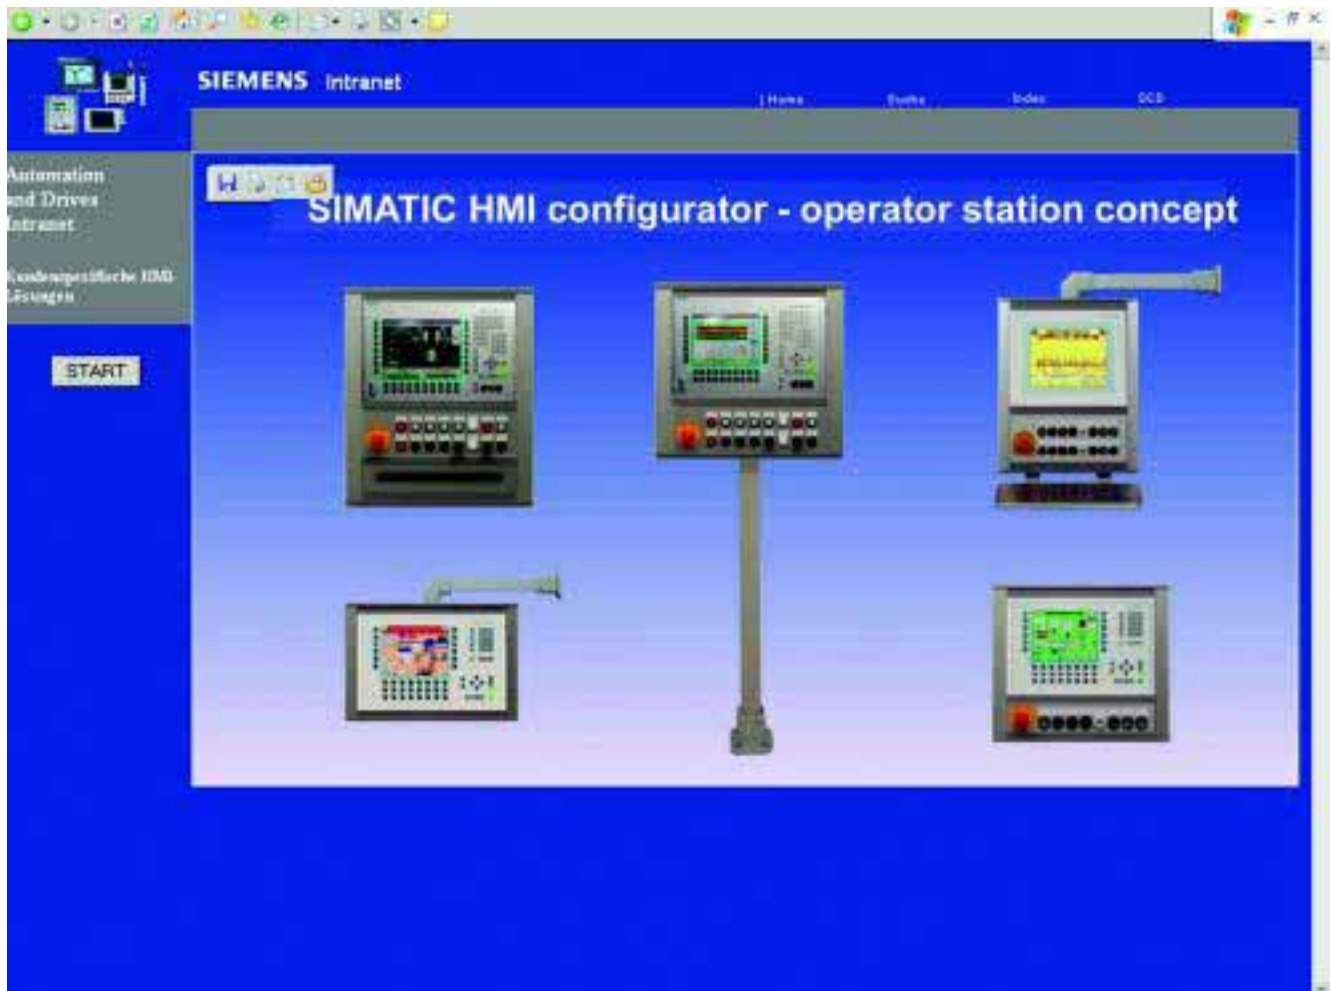 SIEMENS Intranet
| Home Suche Index
Automation
and Drives
Intranet
SIMATIC HMI configurator - operator station concept
Kundenspezifische HMI
Lösungen
START